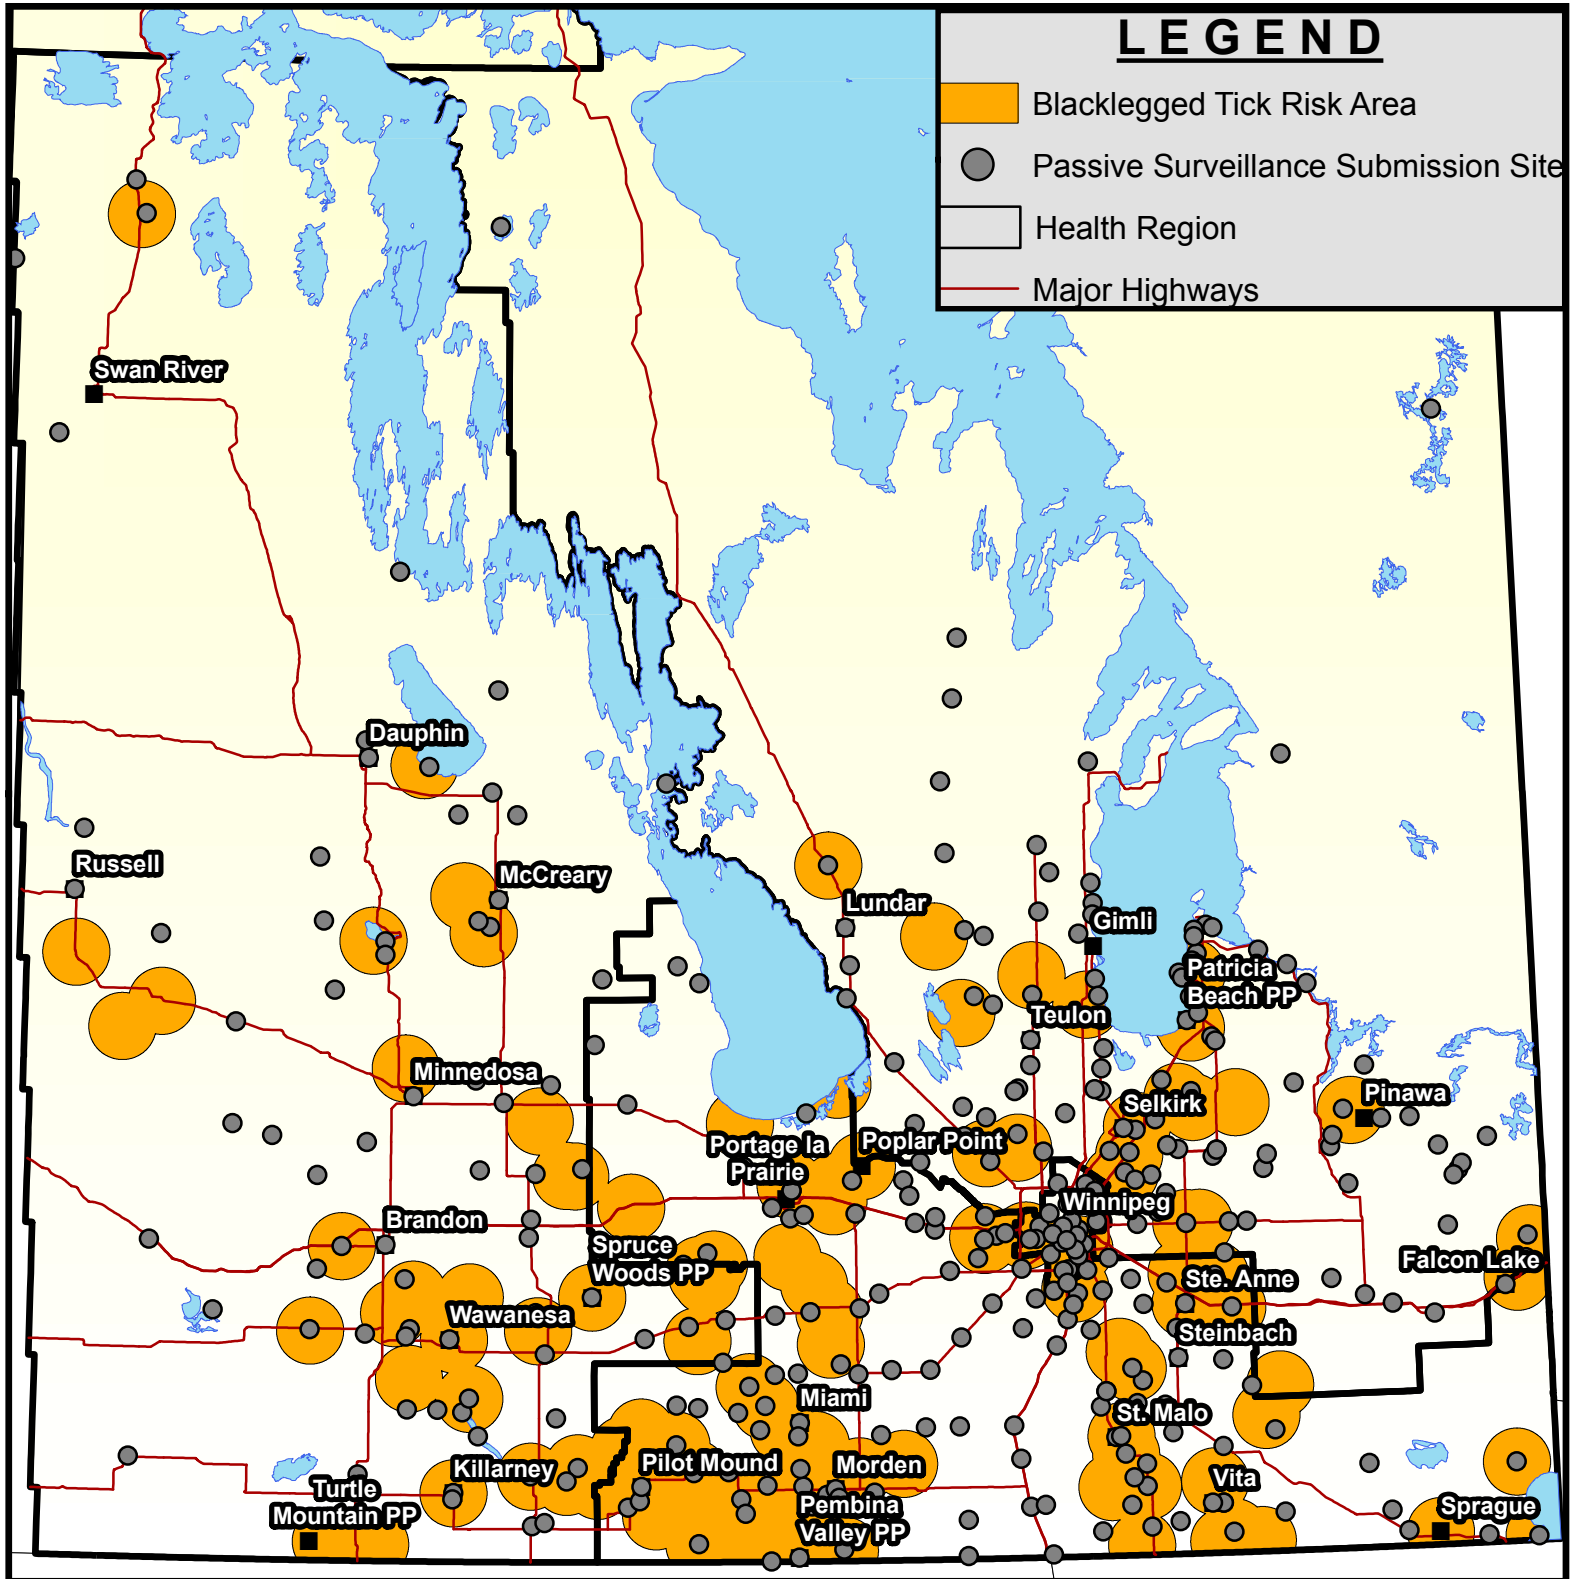 LEGEND
Blacklegged Tick Risk Area
Passive Surveillance Submission Site
Health Region
Major Highways
Swan River
Dauphin
Russell
McCreary
Lundar
Gimli
Patricia
Beach PP
Teulon
Minnedosa
Selkirk
Pinawa
Portage la
Prairie
Poplar Point
Winnipeg
Brandon
Spruce
Woods PP
Falcon Lake
Ste. Anne
Wawanesa
Steinbach
Miami
St. Malo
Killarney
Pilot Mound
Morden
Vita
Turtle
Mountain PP
Pembina
Valley PP
Sprague